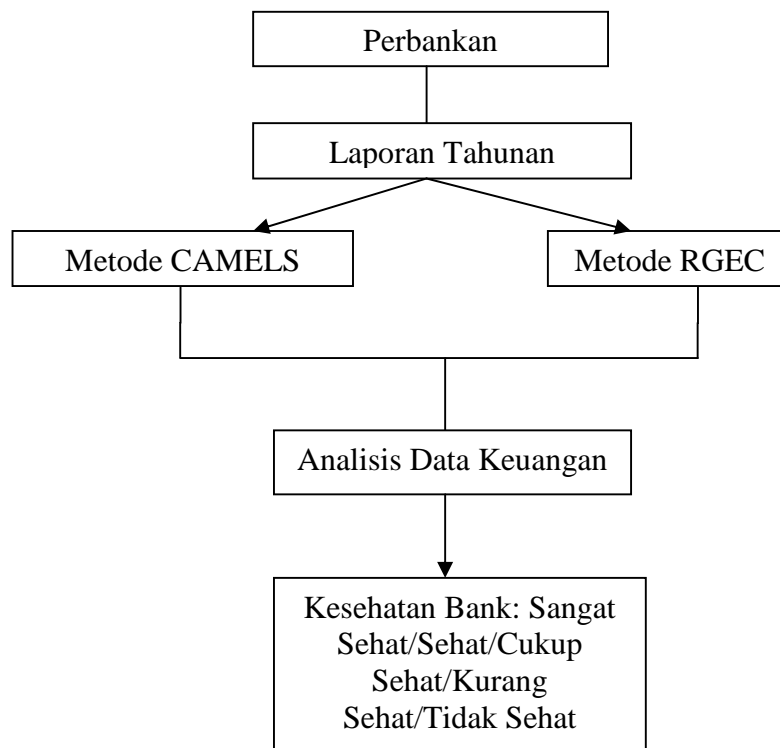 Perbankan
Laporan Tahunan
Metode CAMELS
Metode RGEC
Analisis Data Keuangan
Kesehatan Bank: Sangat
Sehat/Sehat/Cukup
Sehat/Kurang
Sehat/Tidak Sehat